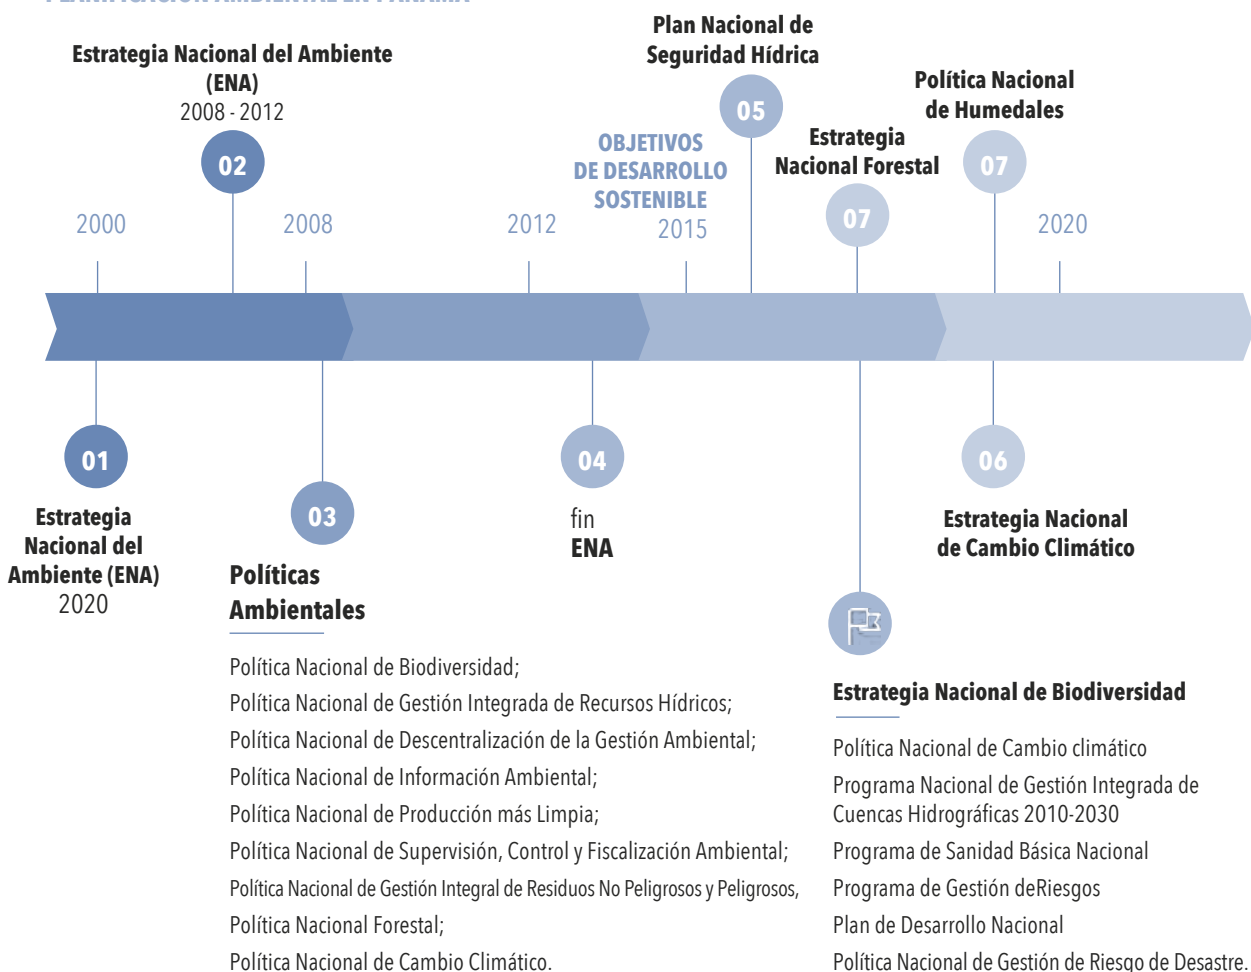 PLANIFICACIÓN AMBIENTAL EN PANAMÁ
Estrategia Nacional del Ambiente
(ENA)
2008 - 2012
02
Plan Nacional de
Seguridad Hídrica
05
OBJETIVOS
DE DESARROLLO
SOSTENIBLE
2015
Estrategia
Nacional Forestal
07
Política Nacional
de Humedales
07
2000
2008
2012
2020
01
Estrategia
Nacional del
Ambiente (ENA)
2020
03
Políticas
Ambientales
Política Nacional de Biodiversidad;
Política Nacional de Gestión Integrada de Recursos Hídricos;
Política Nacional de Descentralización de la Gestión Ambiental;
Política Nacional de Información Ambiental;
Política Nacional de Producción más Limpia;
Política Nacional de Supervisión, Control y Fiscalización Ambiental;
Política Nacional de Gestión Integral de Residuos No Peligrosos y Peligrosos,
Política Nacional Forestal;
Política Nacional de Cambio Climático.
04
fin
ENA
06
Estrategia Nacional
de Cambio Climático
Estrategia Nacional de Biodiversidad
Política Nacional de Cambio climático
Programa Nacional de Gestión Integrada de
Cuencas Hidrográficas 2010-2030
Programa de Sanidad Básica Nacional
Programa de Gestión deRiesgos
Plan de Desarrollo Nacional
Política Nacional de Gestión de Riesgo de Desastre.